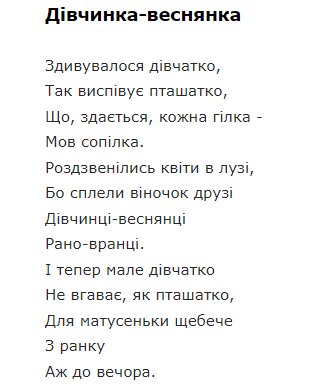 Дівчинка-веснянка
Здивувалося дівчатко,
Так виспівує пташатко,
Що, здається, кожна гілка -
Мов сопілка.
Роздзвенілись квіти в лузі,
Бо сплели віночок друзі
Дівчинці-веснянці
Рано-вранці.
І тепер мале дівчатко
Не вгаває, як пташатко,
Для матусеньки щебече
З ранку
Аж до вечора.